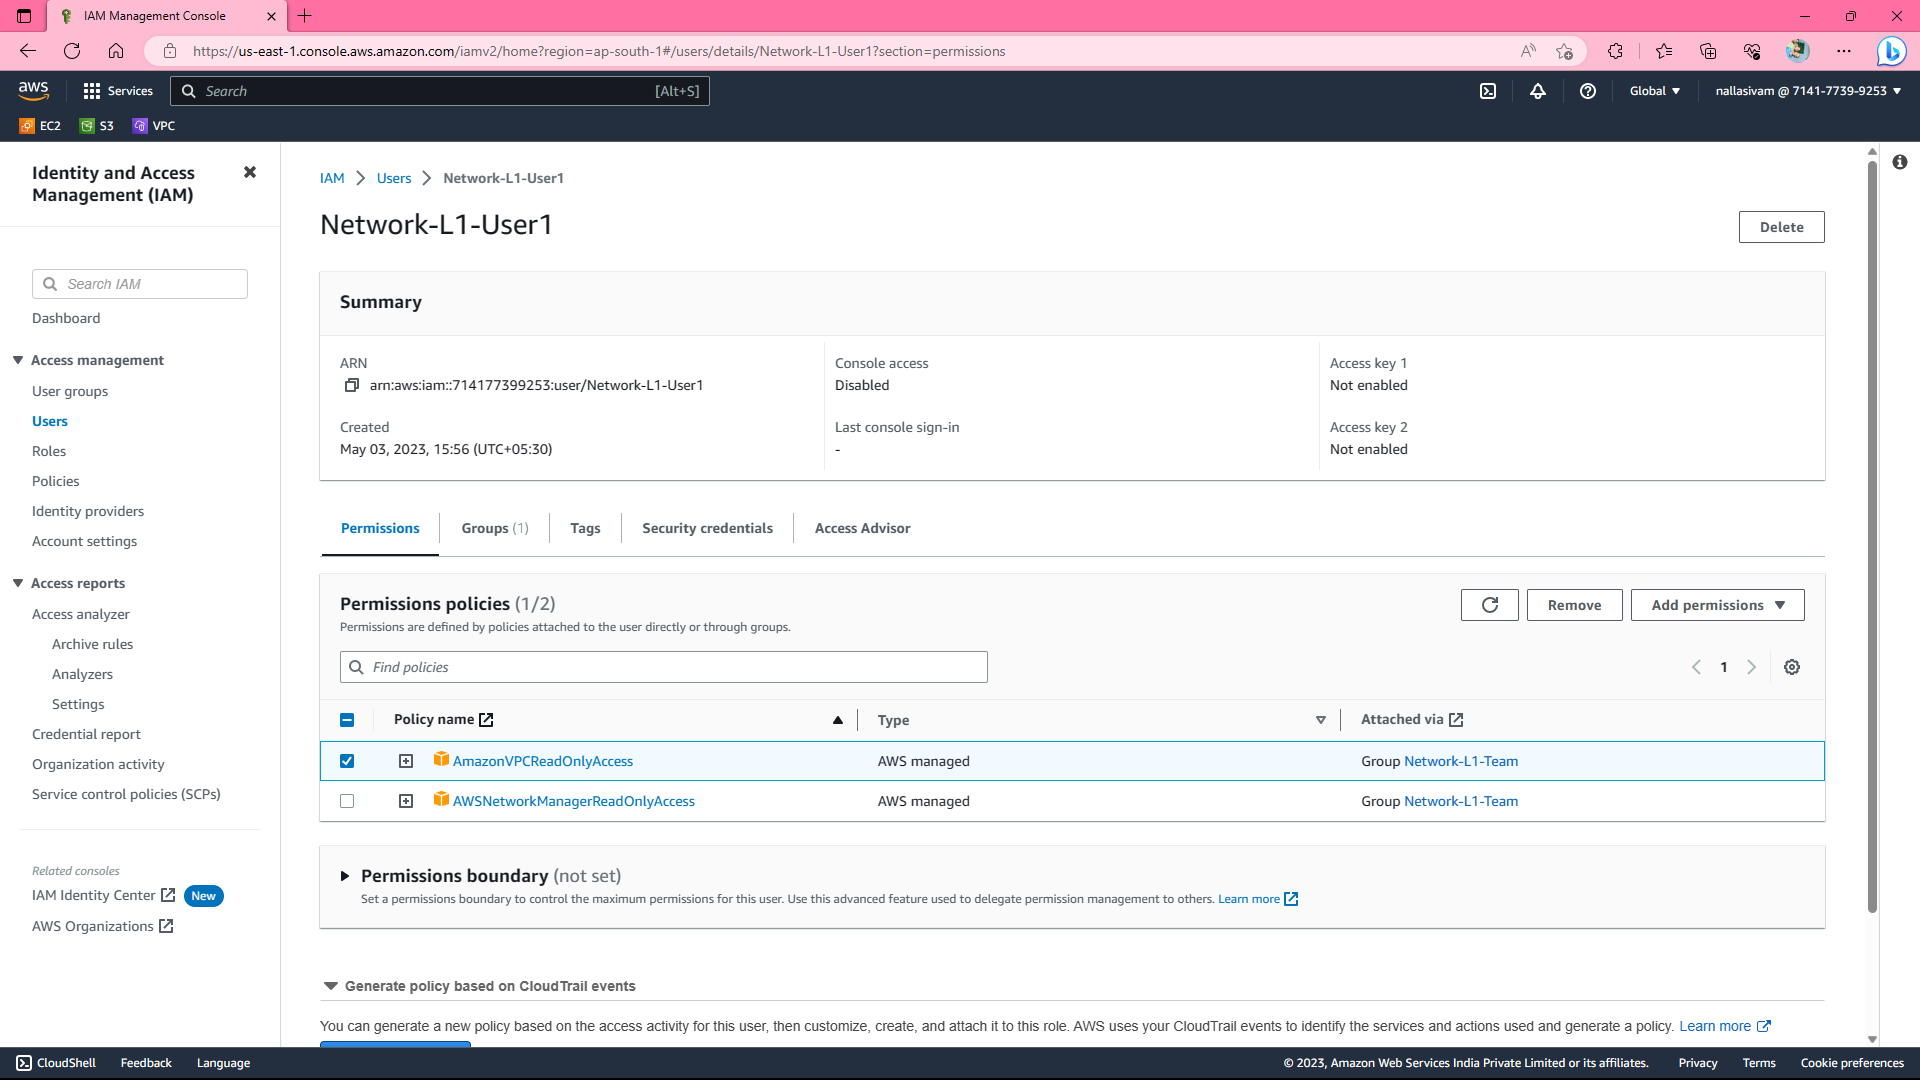 IAM Management Console
https://us-east-1.console.aws.amazon.com/iamv2/home?region=ap-south-1#/users/details/Network-L1-User1?section=permissions
aws
Services
Search
[Alt+S]
Global
nallasivam @ 7141-7739-9253
EC2
S3
VPC
Identity and Access
Management (IAM)
Search IAM
Dashboard
Access management
User groups
Users
Roles
Policies
Identity providers
Account settings
Access reports
Access analyzer
Archive rules
Analyzers
Settings
Credential report
Organization activity
Service control policies (SCPs)
Related consoles
IAM Identity Center
New
AWS Organizations
IAM
Users
Network-L1-User1
Network-L1-User1
Delete
Summary
ARN
arn:aws:iam::714177399253:user/Network-L1-User1
Created
May 03, 2023, 15:56 (UTC+05:30)
Console access
Disabled
Last console sign-in
-
Access key 1
Not enabled
Access key 2
Not enabled
Permissions
Groups (1)
Tags
Security credentials
Access Advisor
Permissions policies (1/2)
Permissions are defined by policies attached to the user directly or through groups.
Remove
Add permissions
Find policies
1
Policy name
Type
Attached via
AmazonVPCReadOnlyAccess
AWS managed
Group Network-L1-Team
AWSNetworkManagerReadOnlyAccess
AWS managed
Group Network-L1-Team
Permissions boundary (not set)
Set a permissions boundary to control the maximum permissions for this user. Use this advanced feature used to delegate permission management to others. Learn more
Generate policy based on CloudTrail events
You can generate a new policy based on the access activity for this user, then customize, create, and attach it to this role. AWS uses your CloudTrail events to identify the services and actions used and generate a policy. Learn more
CloudShell
Feedback
Language
© 2023, Amazon Web Services India Private Limited or its affiliates.
Privacy
Terms
Cookie preferences